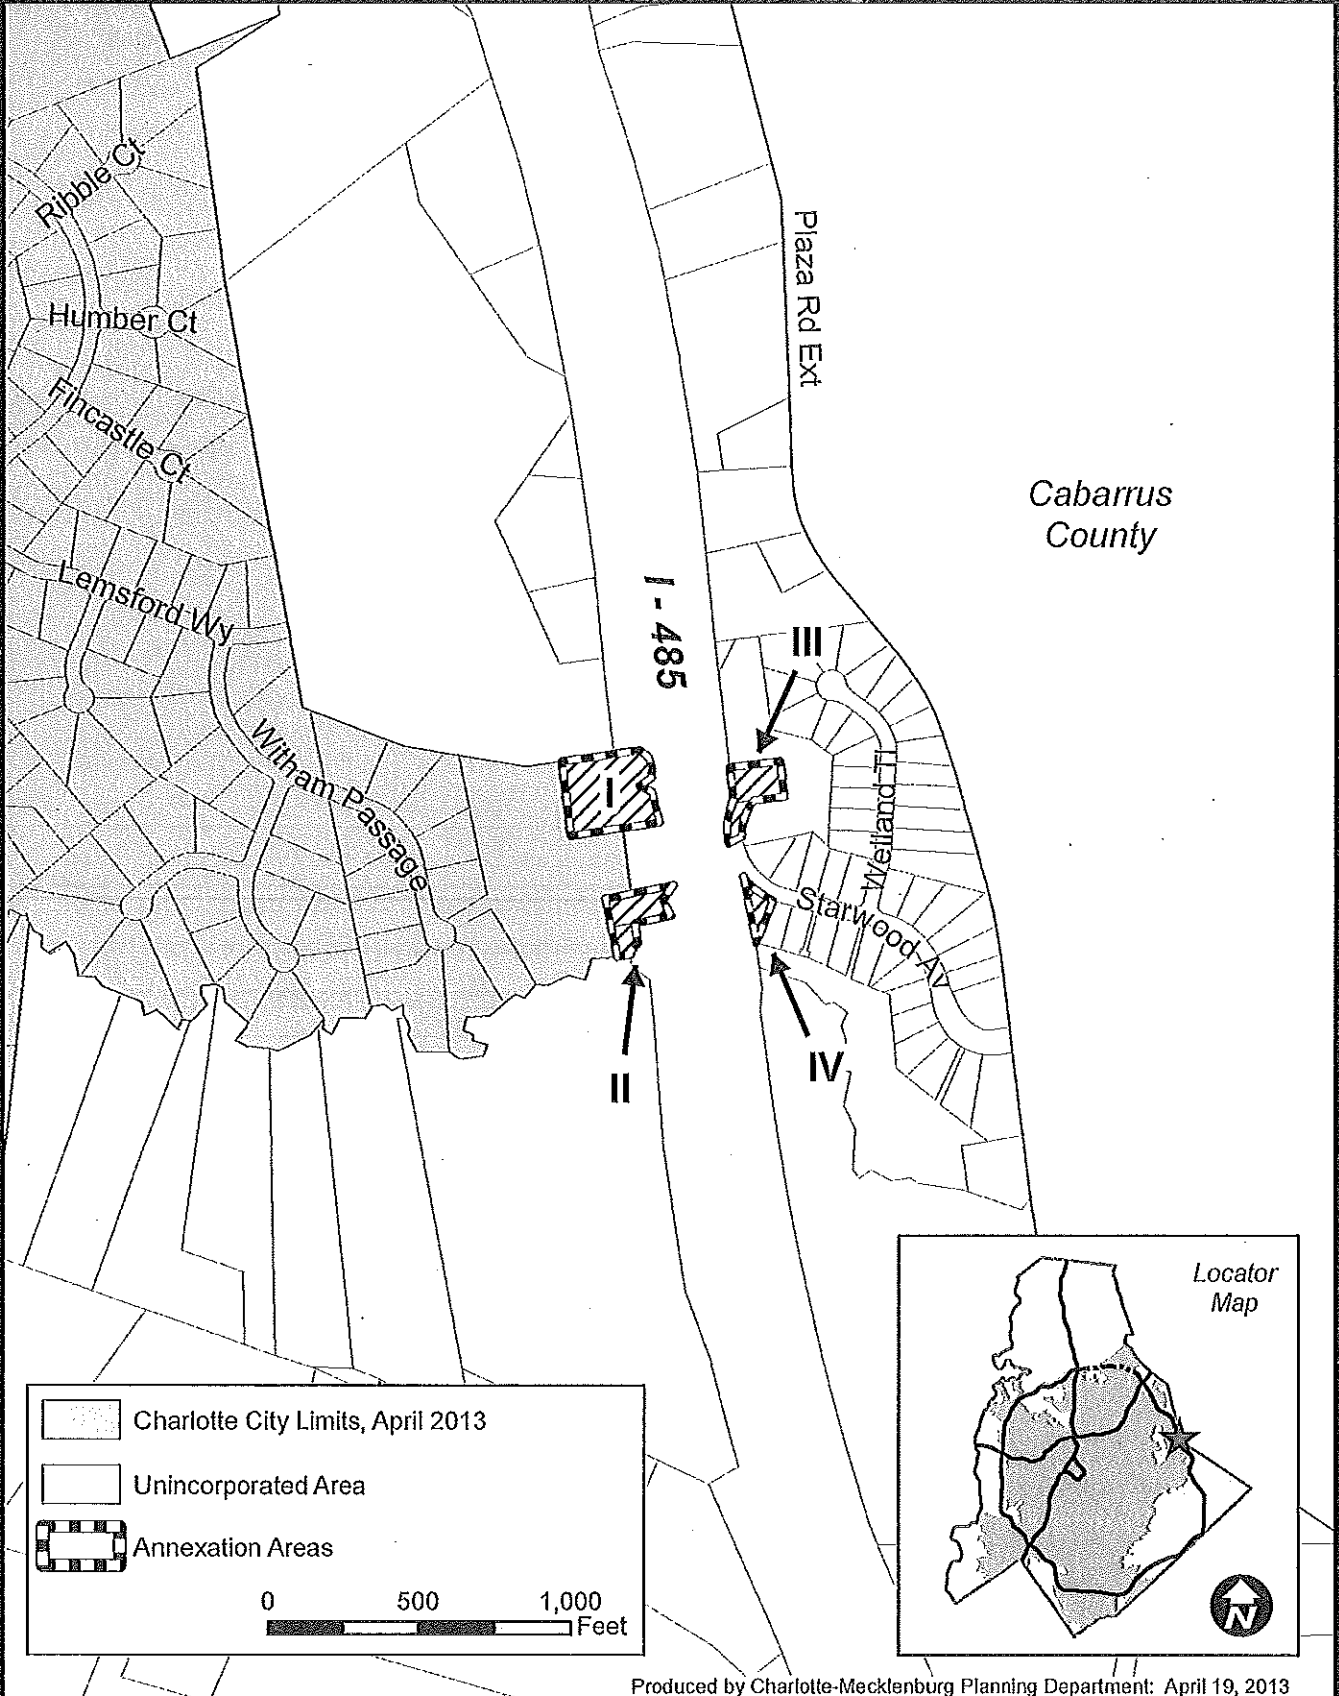 Ribble Ct
Humber Ct
Fincastle Ct
Lemsford Wy
Witham Passage
Plaza Rd Ext
Cabarrus
County
I - 485
III
I
Weiland Tl
Starwood Av
II
IV
Locator
Map
Charlotte City Limits, April 2013
Unincorporated Area
Annexation Areas
0 500 1,000
Feet
N
Produced by Charlotte-Mecklenburg Planning Department: April 19, 2013